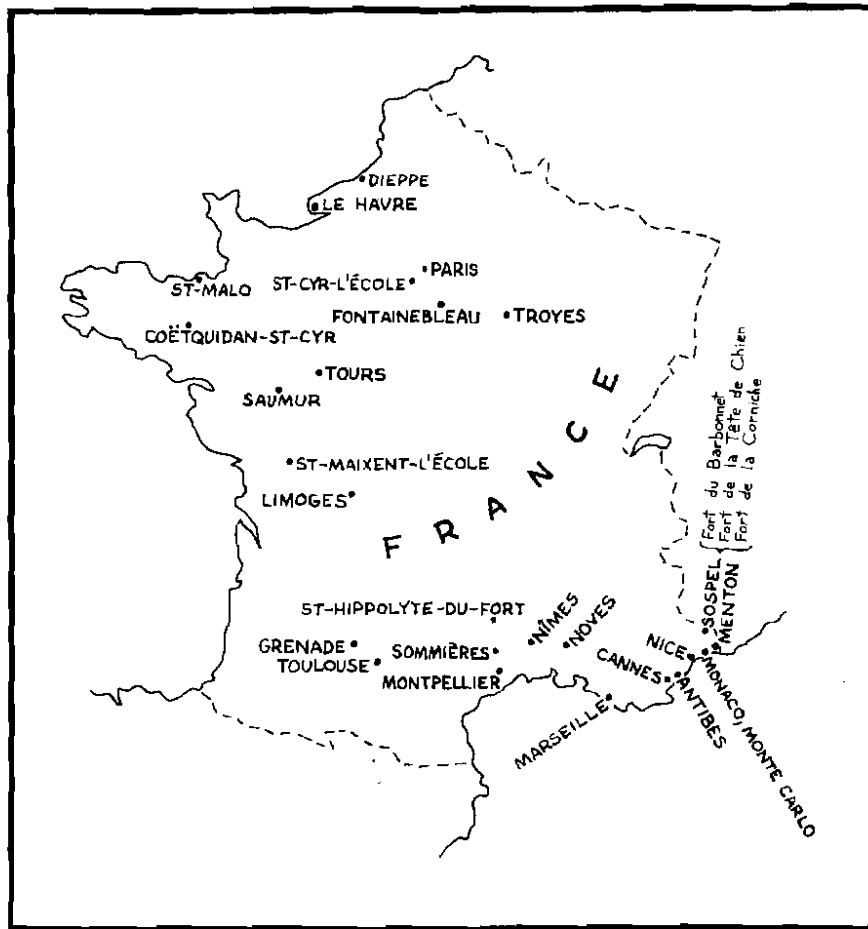 DIEPPE
LE HAVRE
PARIS
ST-CYR-L'ÉCOLE
ST-MALO
FONTAINEBLEAU
TROYES
COËTQUIDAN-ST-CYR
TOURS
SAUMUR
ST-MAIXENT-L'ÉCOLE
LIMOGES
FRANCE
Fort du Barbonnet
Fort de la Tête de Chien
Fort de la Corniche
SOSPEL
MENTON
ST-HIPPOLYTE-DU-FORT
NÎMES
NOVES
GRENADE
TOULOUSE
SOMMIÈRES
MONTPELLIER
NICE
CANNES
ANTIBES
MONACO, MONTE CARLO
MARSEILLE